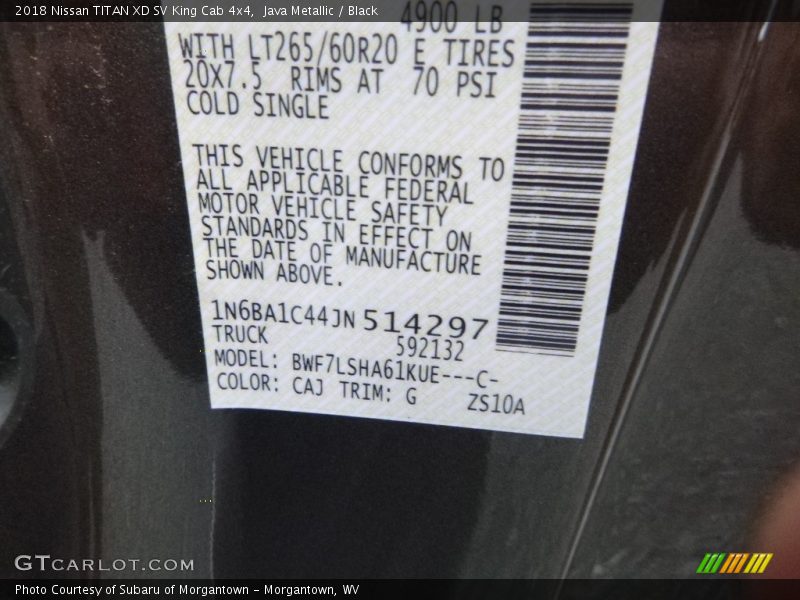 2018 Nissan TITAN XD SV King Cab 4x4, Java Metallic / Black
4900 LB
WITH LT265/60R20 E TIRES
20X7.5 RIMS AT 70 PSI
COLD SINGLE
THIS VEHICLE CONFORMS TO
ALL APPLICABLE FEDERAL
MOTOR VEHICLE SAFETY
STANDARDS IN EFFECT ON
THE DATE OF MANUFACTURE
SHOWN ABOVE.
1N6BA1C44JN514297
TRUCK 592132
MODEL: BWF7LSHA61KUE---C-
COLOR: CAJ TRIM: G ZS10A
GTCARLOT.COM
Photo Courtesy of Subaru of Morgantown - Morgantown, WV